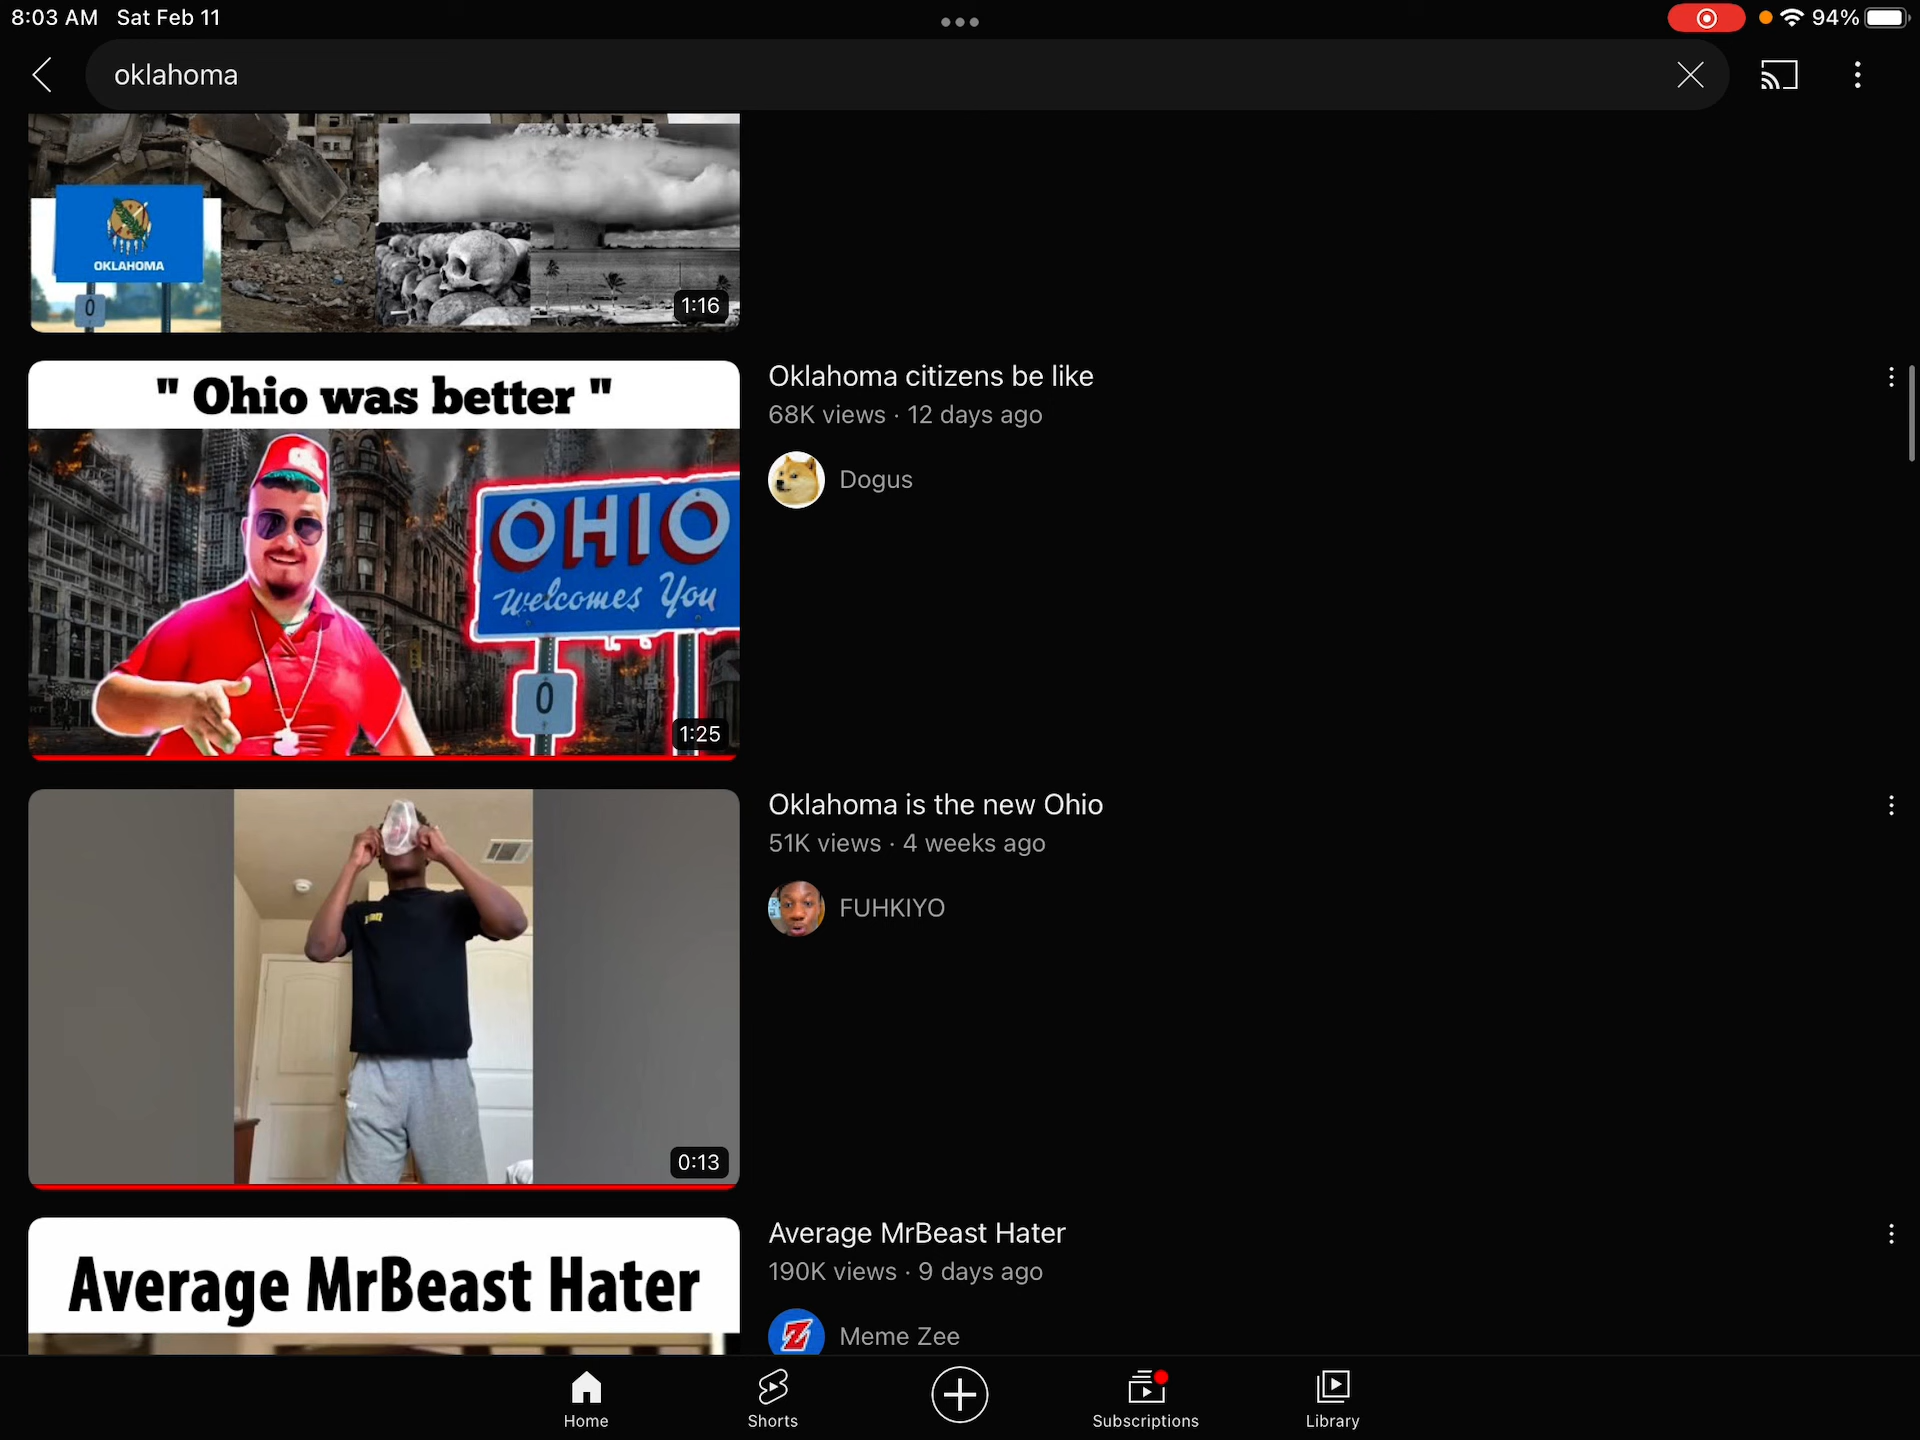 8:03 AM Sat Feb 11
94%
oklahoma
OKLAHOMA
0
1:16
" Ohio was better "
OHIO
welcomes You
0
1:25
Oklahoma citizens be like
68K views · 12 days ago
Dogus
0:13
Oklahoma is the new Ohio
51K views · 4 weeks ago
FUHKIYO
Average MrBeast Hater
Average MrBeast Hater
190K views · 9 days ago
Meme Zee
Home
Shorts
Subscriptions
Library